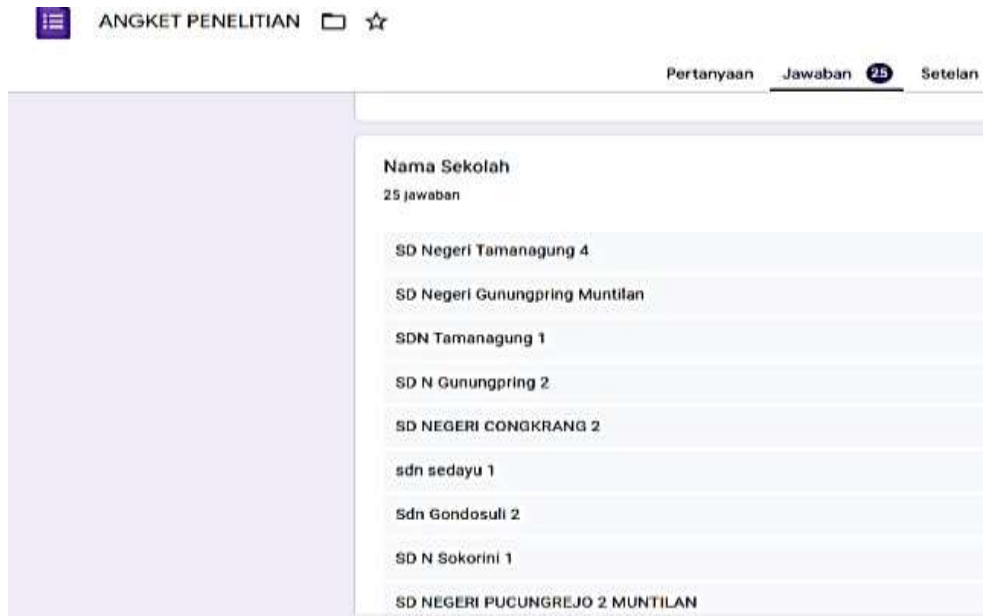 ANGKET PENELITIAN
Pertanyaan Jawaban 25 Setelan
Nama Sekolah
25 jawaban
SD Negeri Tamanagung 4
SD Negeri Gunungpring Muntilan
SDN Tamanagung 1
SD N Gunungpring 2
SD NEGERI CONGKRANG 2
sdn sedayu 1
Sdn Gondosuli 2
SD N Sokorini 1
SD NEGERI PUCUNGREJO 2 MUNTILAN